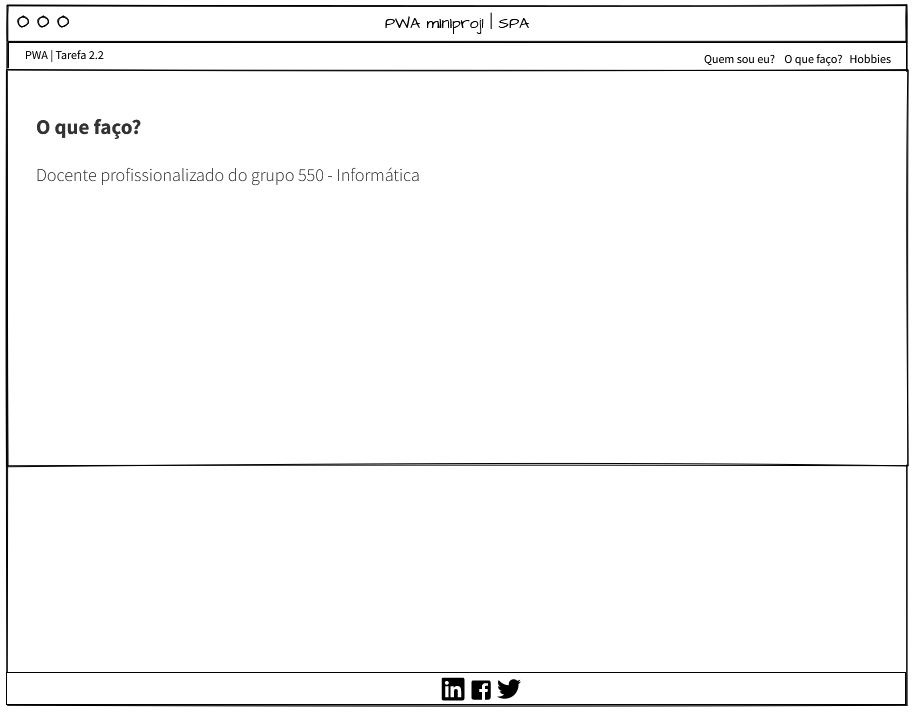 PWA miniproj1 | SPA
PWA | Tarefa 2.2
Quem sou eu? O que faço? Hobbies
O que faço?
Docente profissionalizado do grupo 550 - Informática
in